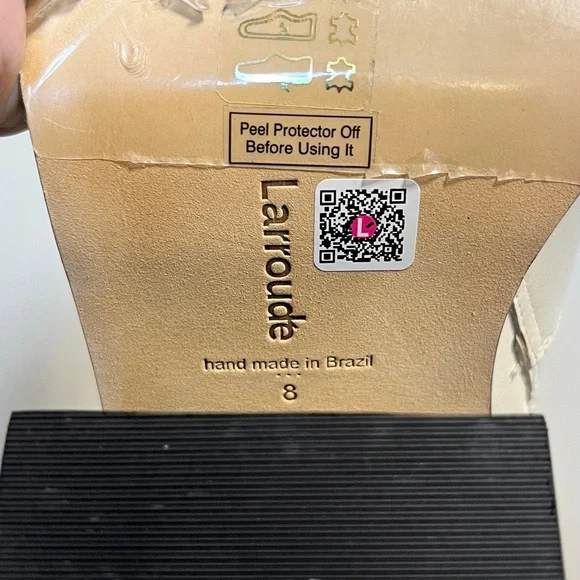 Peel Protector Off
Before Using It
Larroudé
L
hand made in Brazil
8